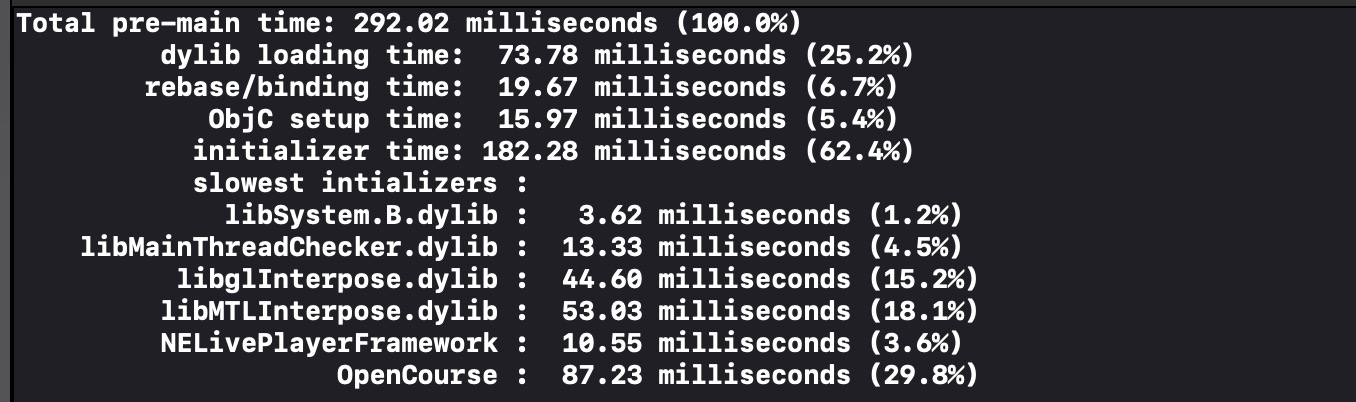 Total pre-main time: 292.02 milliseconds (100.0%)
dylib loading time:  73.78 milliseconds (25.2%)
rebase/binding time:  19.67 milliseconds (6.7%)
ObjC setup time:  15.97 milliseconds (5.4%)
initializer time: 182.28 milliseconds (62.4%)
slowest intializers :
libSystem.B.dylib :   3.62 milliseconds (1.2%)
libMainThreadChecker.dylib :  13.33 milliseconds (4.5%)
libglInterpose.dylib :  44.60 milliseconds (15.2%)
libMTLInterpose.dylib :  53.03 milliseconds (18.1%)
NELivePlayerFramework :  10.55 milliseconds (3.6%)
OpenCourse :  87.23 milliseconds (29.8%)